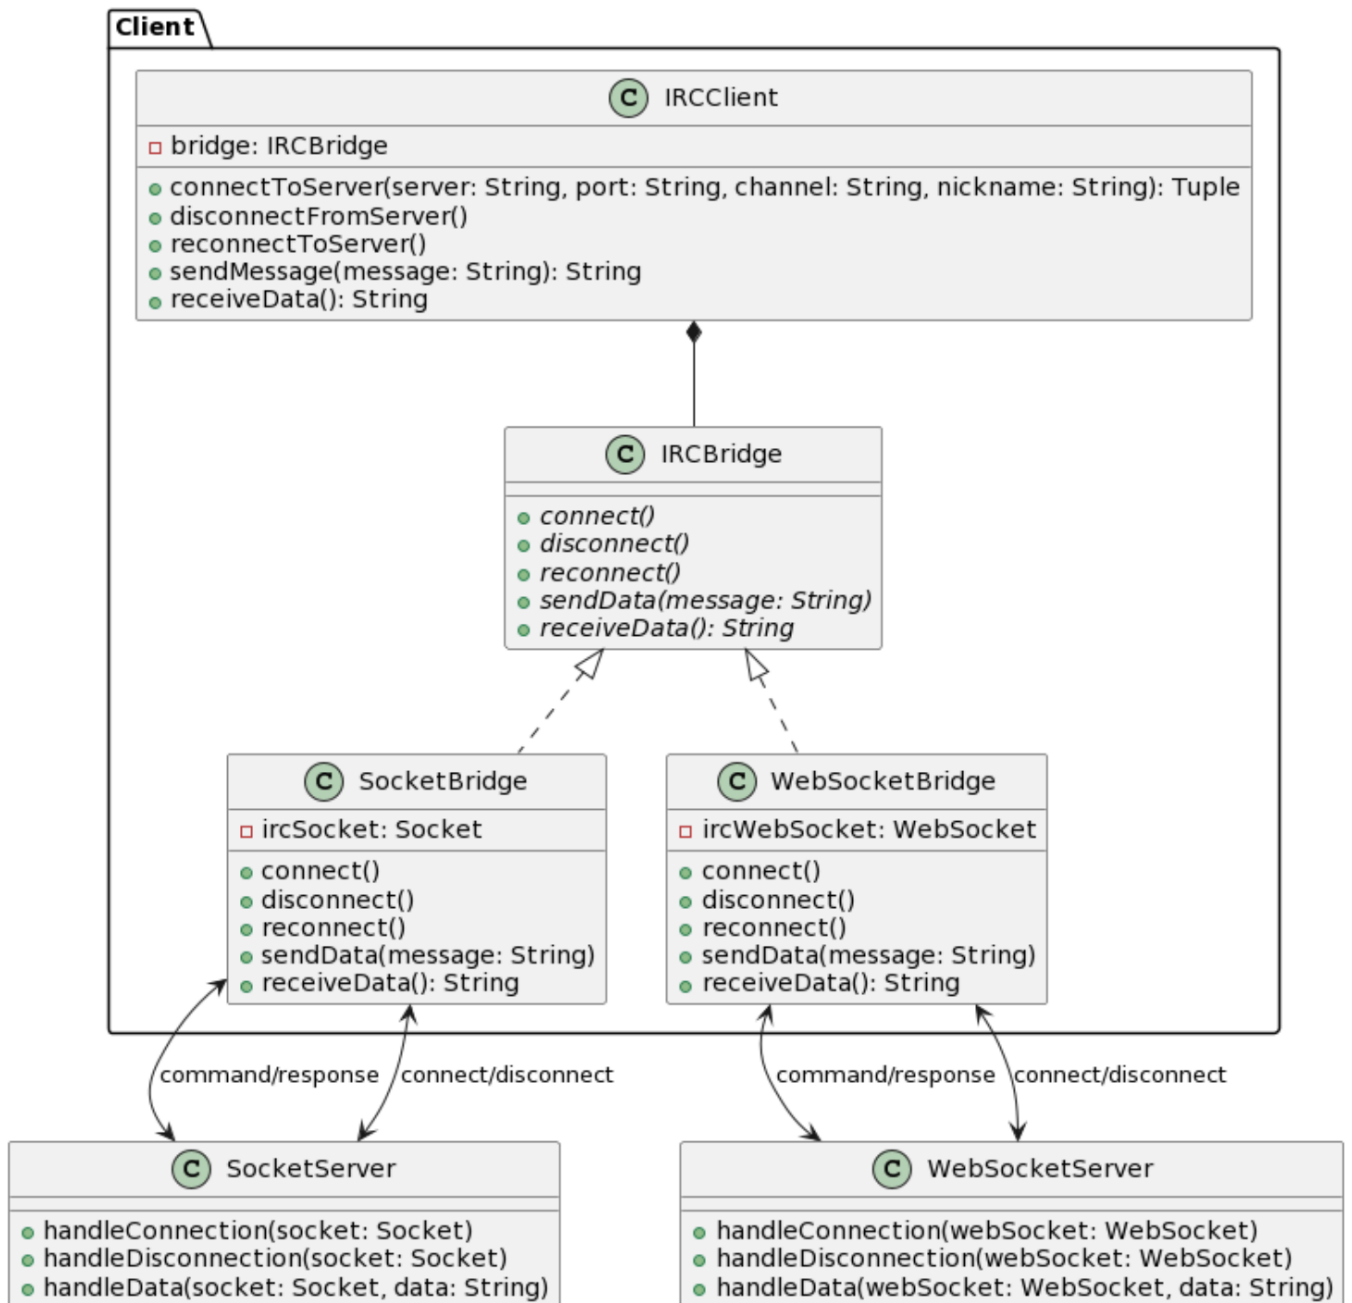 Client
C IRCClient
bridge: IRCBridge
connectToServer(server: String, port: String, channel: String, nickname: String): Tuple
disconnectFromServer()
reconnectToServer()
sendMessage(message: String): String
receiveData(): String
C IRCBridge
connect()
disconnect()
reconnect()
sendData(message: String)
receiveData(): String
C SocketBridge
ircSocket: Socket
connect()
disconnect()
reconnect()
sendData(message: String)
receiveData(): String
C WebSocketBridge
ircWebSocket: WebSocket
connect()
disconnect()
reconnect()
sendData(message: String)
receiveData(): String
command/response
connect/disconnect
command/response
connect/disconnect
C SocketServer
handleConnection(socket: Socket)
handleDisconnection(socket: Socket)
handleData(socket: Socket, data: String)
C WebSocketServer
handleConnection(webSocket: WebSocket)
handleDisconnection(webSocket: WebSocket)
handleData(webSocket: WebSocket, data: String)